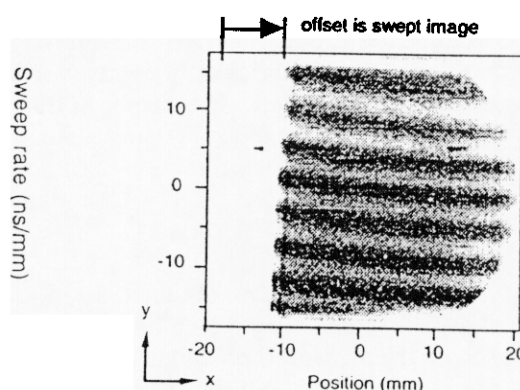 offset is swept image
Sweep rate (ns/mm)
10
0
-10
y
x
-20
-10
0
10
20
Position (mm)